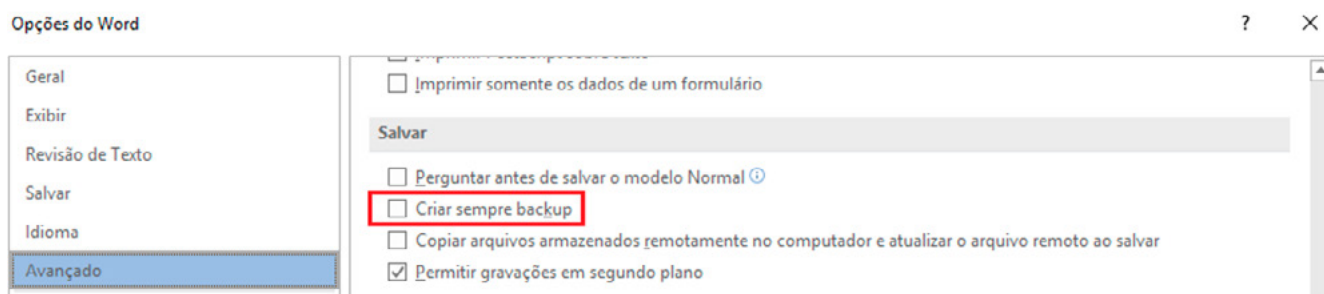 Opções do Word
?
Geral
Exibir
Revisão de Texto
Salvar
Idioma
Avançado
Imprimir somente os dados de um formulário
Salvar
Perguntar antes de salvar o modelo Normal
Criar sempre backup
Copiar arquivos armazenados remotamente no computador e atualizar o arquivo remoto ao salvar
Permitir gravações em segundo plano